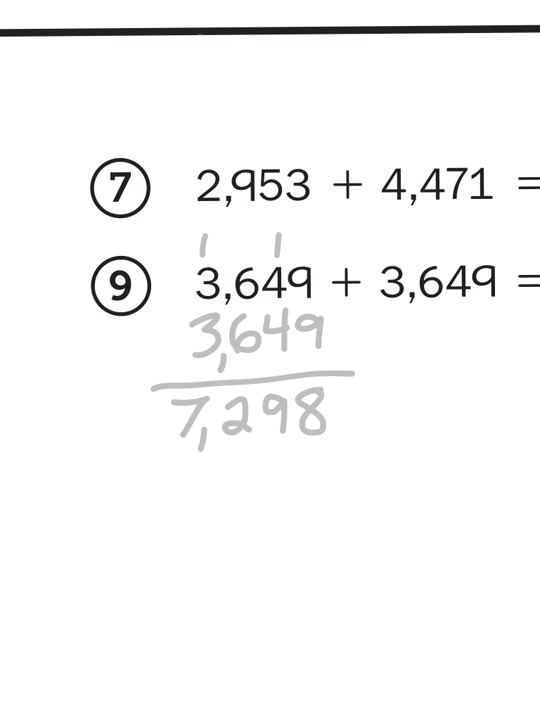 7 2,953 + 4,471 =
1 1
9 3,649 + 3,649 =
3,649
7,298